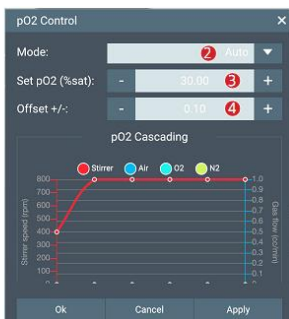 pO2 Control ×
Mode: 2 Auto
Set pO2 (%sat): - 30.00 3 +
Offset +/-: - 0.10 4 +
pO2 Cascading
Stirrer Air O2 N2
Stirrer speed (rpm)
800
700
600
500
400
300
200
100
0
1.0
0.9
0.8
0.7
0.6
0.5
0.4
0.3
0.2
0.1
Gas flow (cc/min)
Ok Cancel Apply